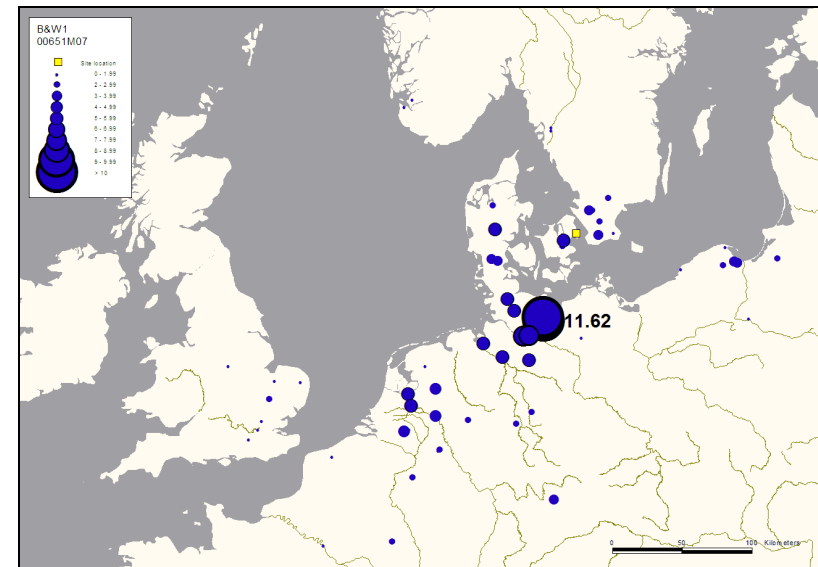 B&W1
00651M07
Site location
0 - 1.99
2 - 2.99
3 - 3.99
4 - 4.99
5 - 5.99
6 - 6.99
7 - 7.99
8 - 8.99
9 - 9.99
> 10
11.62
0 50 100 Kilometers